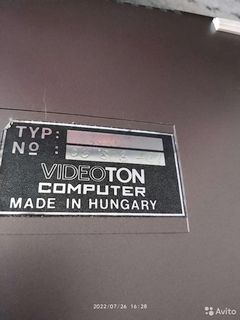 TYP:
Nº :
VIDEOTON
COMPUTER
MADE IN HUNGARY
2022/07/26 16:28
Avito